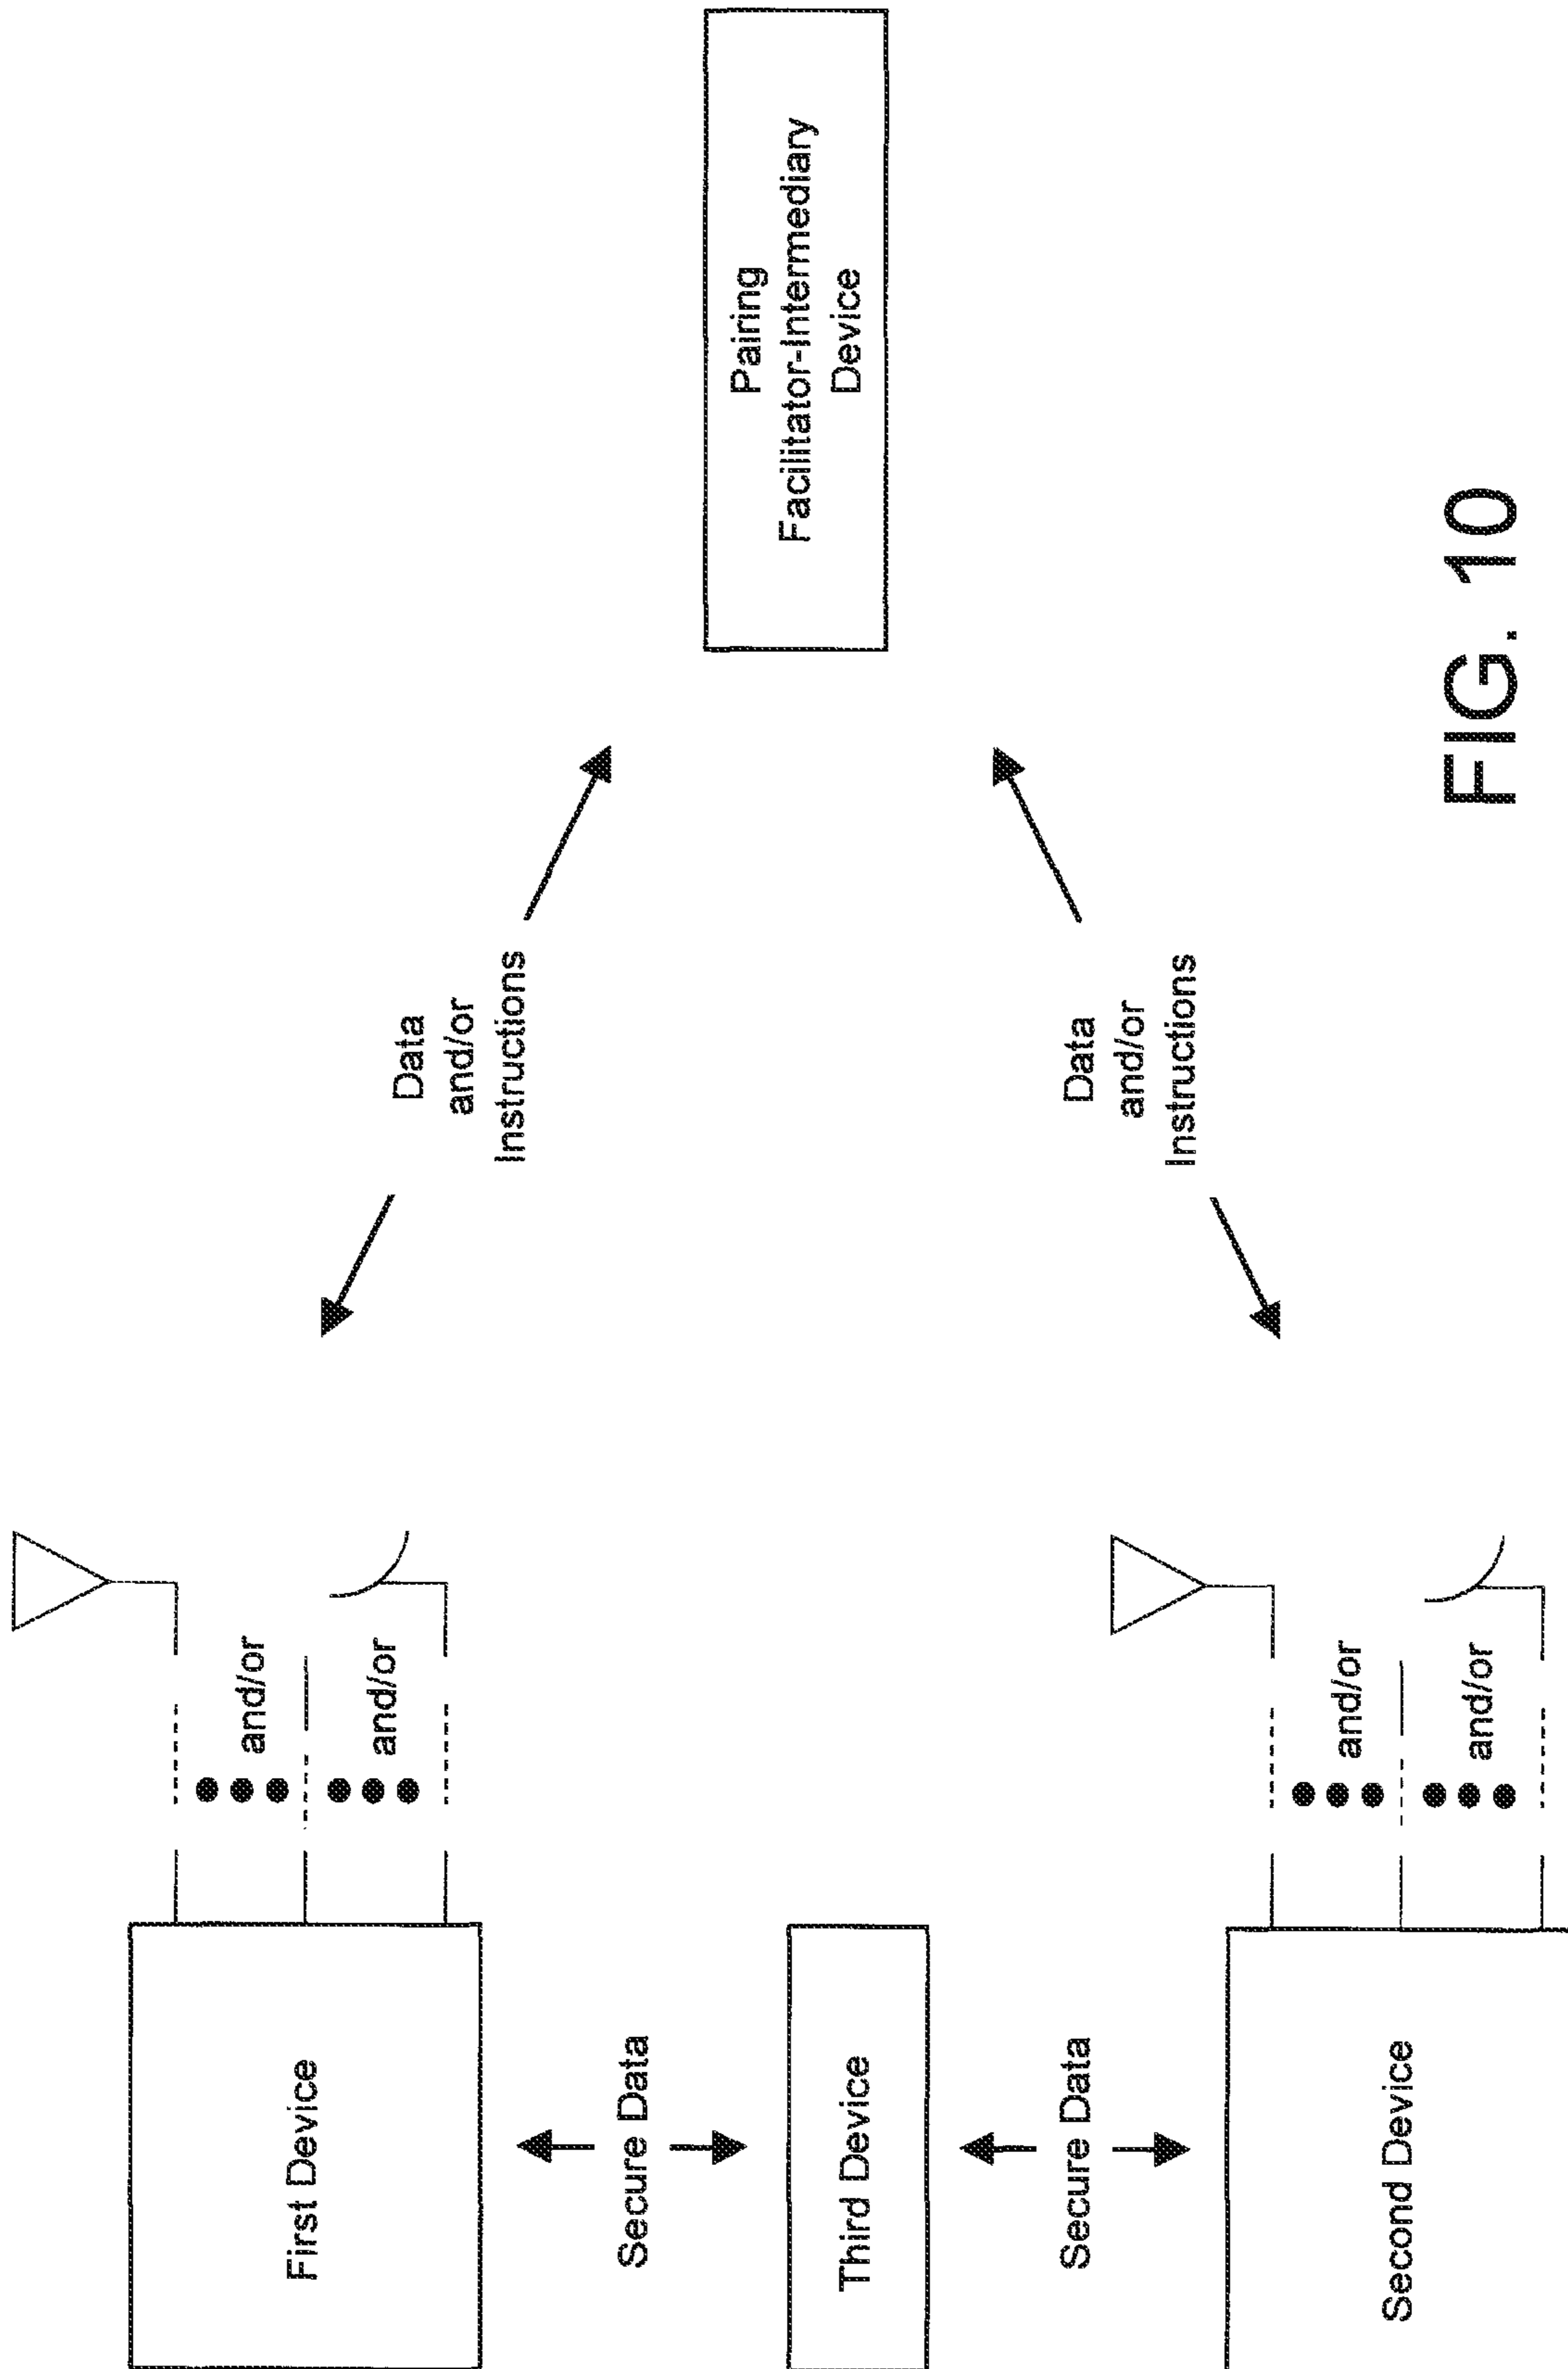 First Device
and/or
and/or
Data
and/or
Instructions
Secure Data
Third Device
Pairing
Facilitator-Intermediary
Device
Secure Data
Data
and/or
Instructions
Second Device
and/or
and/or
FIG. 10